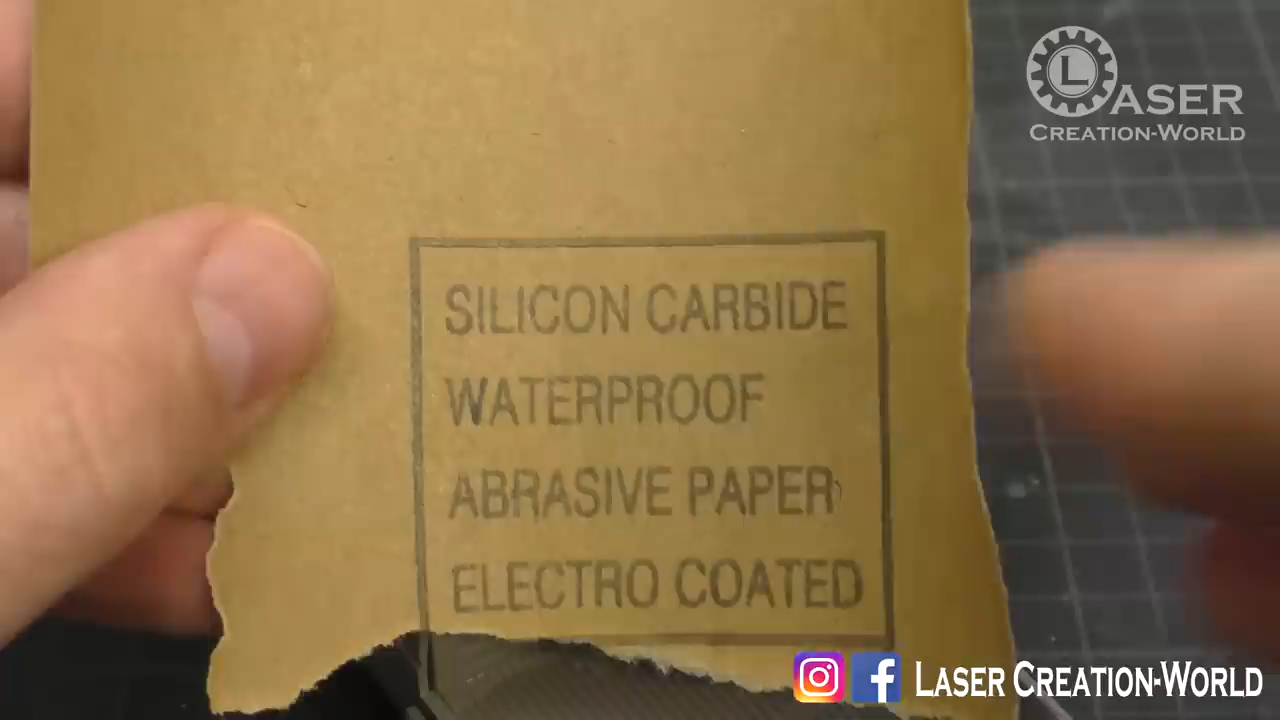 LASER
CREATION-WORLD
SILICON CARBIDE
WATERPROOF
ABRASIVE PAPER
ELECTRO COATED
LASER CREATION-WORLD